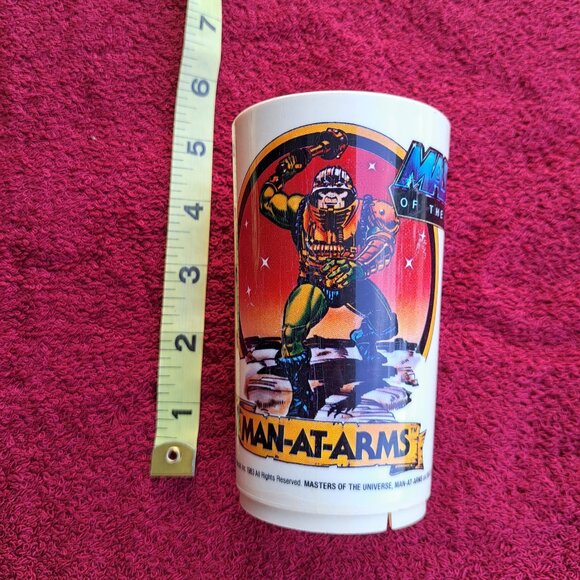 7
6
5
4
3
2
1
MA
OF THE
MAN-AT-ARMS
1983 All Rights Reserved. MASTERS OF THE UNIVERSE, MAN-AT-ARMS